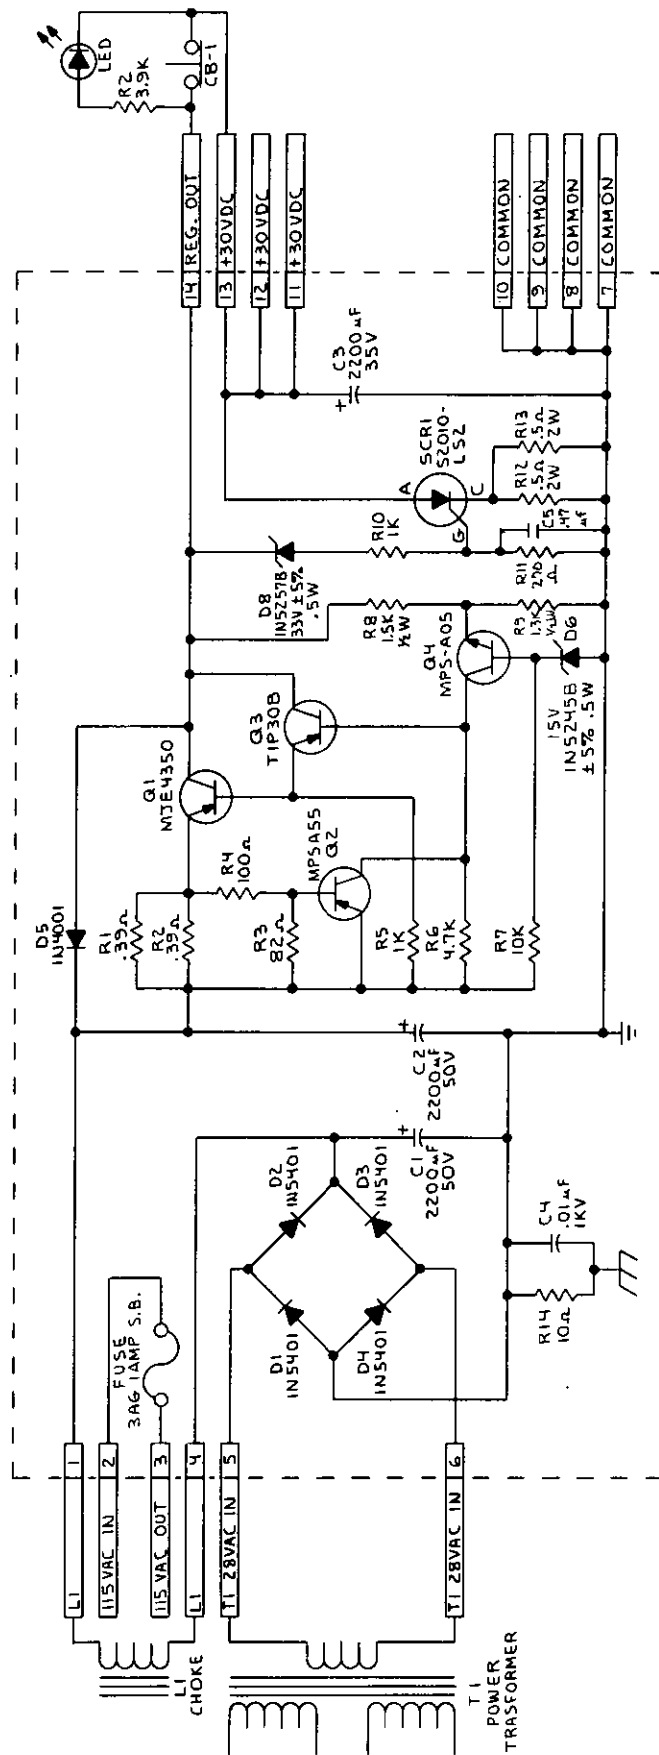 LED
R2
3.9K
CB-1
14 REG. OUT
13 +30VDC
12 +30VDC
11 +30VDC
10 COMMON
9 COMMON
8 COMMON
7 COMMON
C3
2200µF
35V
+
SCR1
S2010-
LS2
A
C
G
R13
.5Ω
2W
R12
.5Ω
2W
C5
.47
µf
R11
270
Ω
R10
1K
D8
1N5257B
33V ±5%
.5W
R8
1.5K
½W
R9
1.3K
½W
Q4
MPS-A05
D6
15V
1N5245B
±5% .5W
Q3
TIP30B
Q1
MJE4350
MPSA55
Q2
R4
100Ω
R3
82Ω
D5
1N4001
R1
.39Ω
R2
.39Ω
R5
1K
R6
4.7K
R7
10K
+
C2
2200µF
50V
+
C1
2200µF
50V
D2
1N5401
D3
1N5401
D1
1N5401
D4
1N5401
C4
.01µF
1KV
R14
10Ω
FUSE
3AG 1AMP S.B.
L1 1
115VAC IN 2
115VAC OUT 3
L1 4
T1 28VAC IN 5
T1 28VAC IN 6
L1
CHOKE
T1
POWER
TRASFORMER